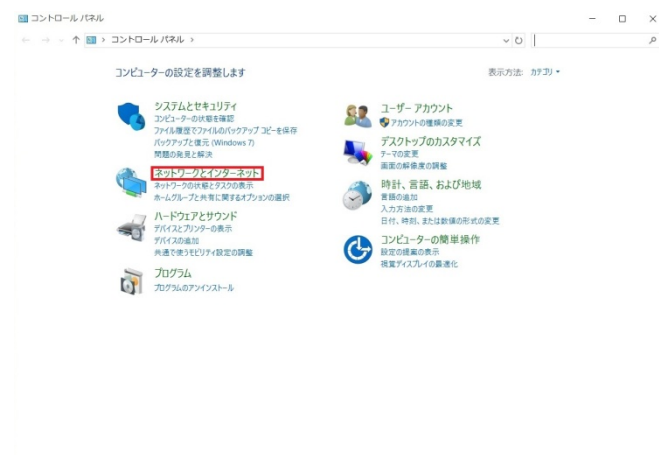 コントロール パネル
コントロール パネル
コンピューターの設定を調整します
表示方法: カテゴリ
システムとセキュリティ
コンピューターの状態を確認
ファイル履歴でファイルのバックアップ コピーを保存
バックアップと復元 (Windows 7)
問題の発見と解決
ネットワークとインターネット
ネットワークの状態とタスクの表示
ホームグループと共有に関するオプションの選択
ハードウェアとサウンド
デバイスとプリンターの表示
デバイスの追加
共通で使うモビリティ設定の調整
プログラム
プログラムのアンインストール
ユーザー アカウント
アカウントの種類の変更
デスクトップのカスタマイズ
テーマの変更
画面の解像度の調整
時計、言語、および地域
言語の追加
入力方法の変更
日付、時刻、または数値の形式の変更
コンピューターの簡単操作
設定の提案の表示
視覚ディスプレイの最適化